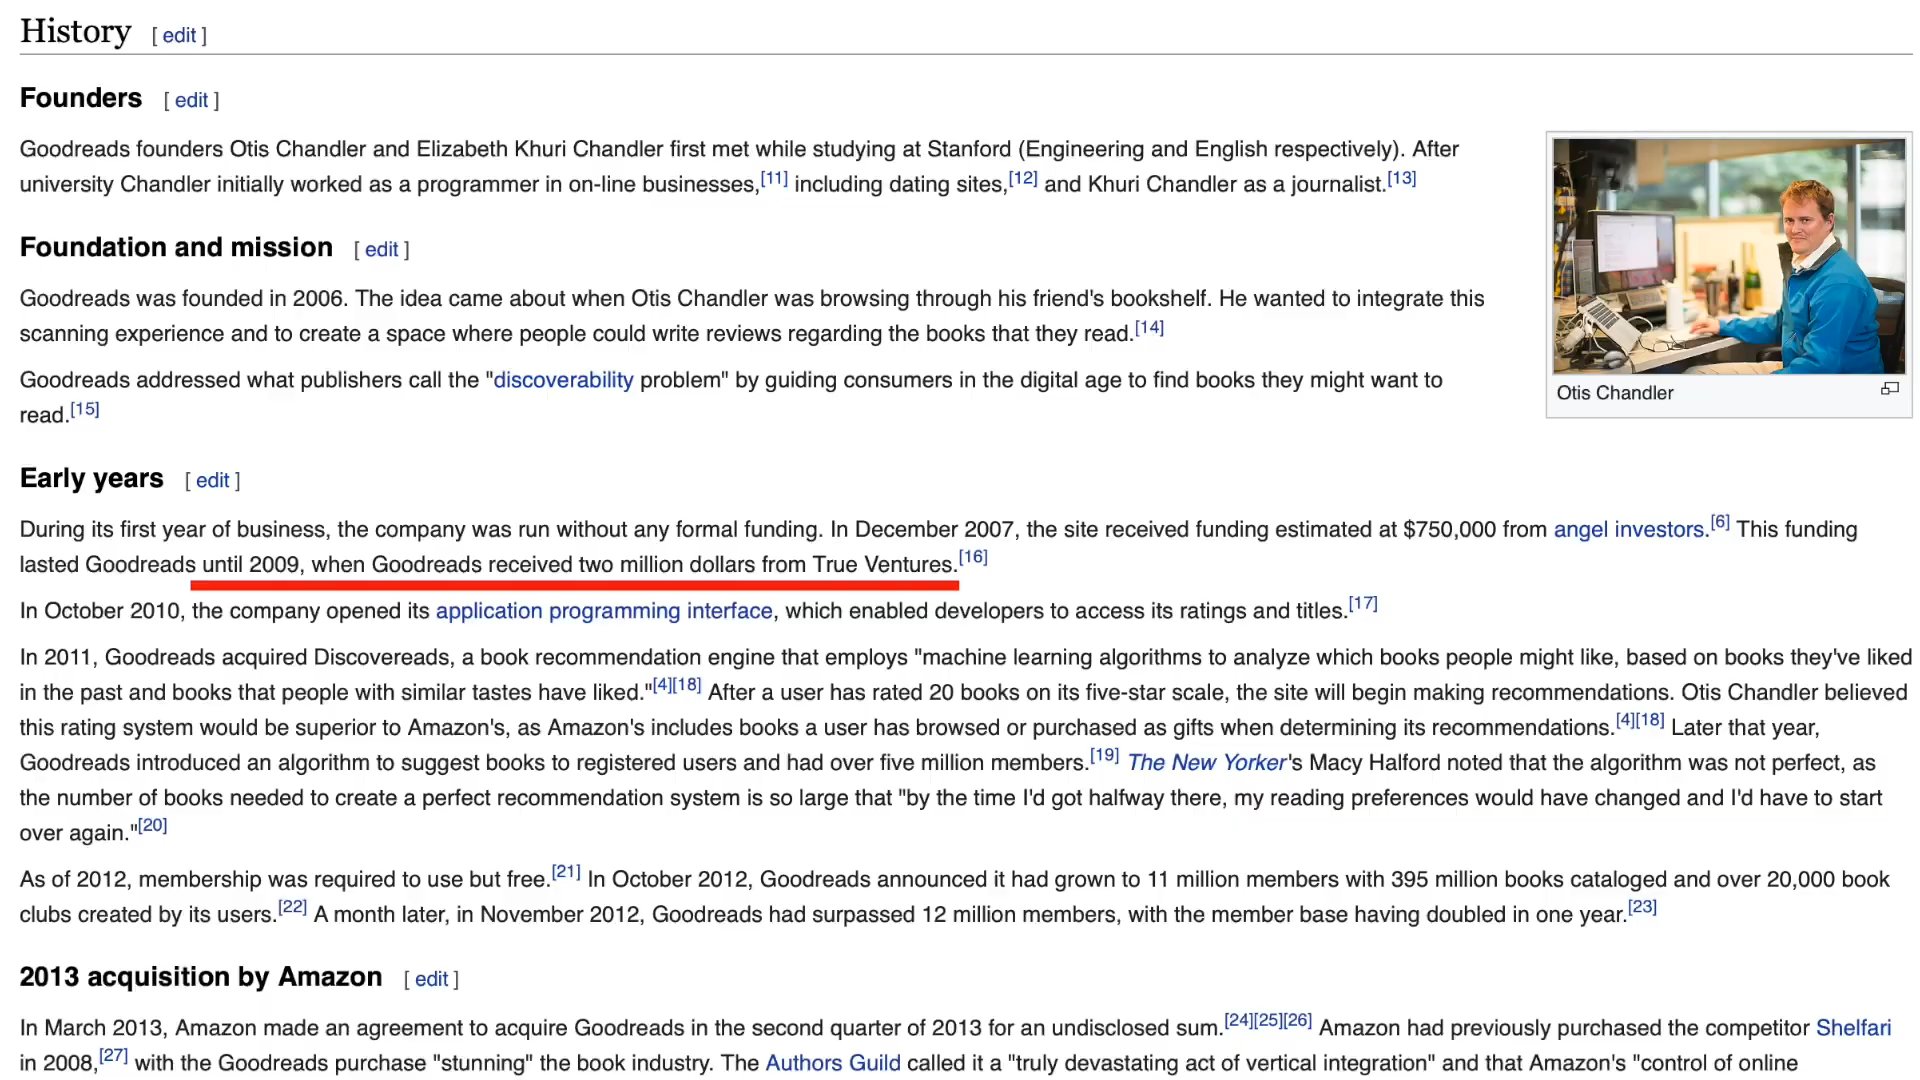 History [ edit ]
Founders [ edit ]
Goodreads founders Otis Chandler and Elizabeth Khuri Chandler first met while studying at Stanford (Engineering and English respectively). After
university Chandler initially worked as a programmer in on-line businesses,[11] including dating sites,[12] and Khuri Chandler as a journalist.[13]
Otis Chandler
Foundation and mission [ edit ]
Goodreads was founded in 2006. The idea came about when Otis Chandler was browsing through his friend's bookshelf. He wanted to integrate this
scanning experience and to create a space where people could write reviews regarding the books that they read.[14]
Goodreads addressed what publishers call the "discoverability problem" by guiding consumers in the digital age to find books they might want to
read.[15]
Early years [ edit ]
During its first year of business, the company was run without any formal funding. In December 2007, the site received funding estimated at $750,000 from angel investors.[6] This funding
lasted Goodreads until 2009, when Goodreads received two million dollars from True Ventures.[16]
In October 2010, the company opened its application programming interface, which enabled developers to access its ratings and titles.[17]
In 2011, Goodreads acquired Discovereads, a book recommendation engine that employs "machine learning algorithms to analyze which books people might like, based on books they've liked
in the past and books that people with similar tastes have liked."[4][18] After a user has rated 20 books on its five-star scale, the site will begin making recommendations. Otis Chandler believed
this rating system would be superior to Amazon's, as Amazon's includes books a user has browsed or purchased as gifts when determining its recommendations.[4][18] Later that year,
Goodreads introduced an algorithm to suggest books to registered users and had over five million members.[19] The New Yorker's Macy Halford noted that the algorithm was not perfect, as
the number of books needed to create a perfect recommendation system is so large that "by the time I'd got halfway there, my reading preferences would have changed and I'd have to start
over again."[20]
As of 2012, membership was required to use but free.[21] In October 2012, Goodreads announced it had grown to 11 million members with 395 million books cataloged and over 20,000 book
clubs created by its users.[22] A month later, in November 2012, Goodreads had surpassed 12 million members, with the member base having doubled in one year.[23]
2013 acquisition by Amazon [ edit ]
In March 2013, Amazon made an agreement to acquire Goodreads in the second quarter of 2013 for an undisclosed sum.[24][25][26] Amazon had previously purchased the competitor Shelfari
in 2008,[27] with the Goodreads purchase "stunning" the book industry. The Authors Guild called it a "truly devastating act of vertical integration" and that Amazon's "control of online